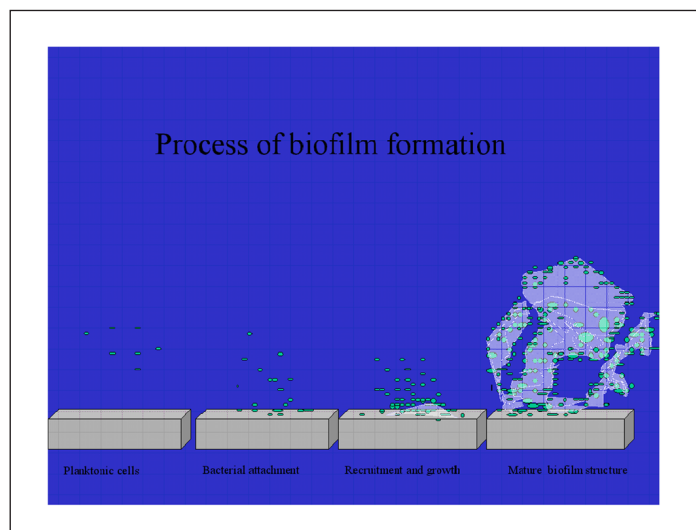 Process of biofilm formation
Planktonic cells
Bacterial attachment
Recruitment and growth
Mature biofilm structure